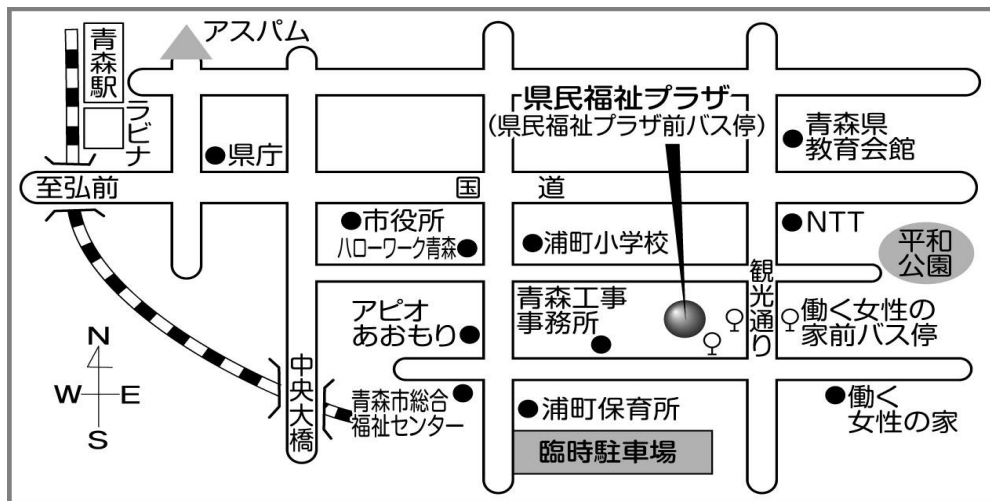 アスパム
青森駅
ラビナ
県民福祉プラザ
(県民福祉プラザ前バス停)
青森県
教育会館
県庁
至弘前
国道
市役所
ハローワーク青森
浦町小学校
NTT
平和
公園
観光通り
青森工事
事務所
アピオ
あおもり
働く女性の
家前バス停
中央大橋
青森市総合
福祉センター
浦町保育所
働く
女性の家
臨時駐車場
N
W
E
S